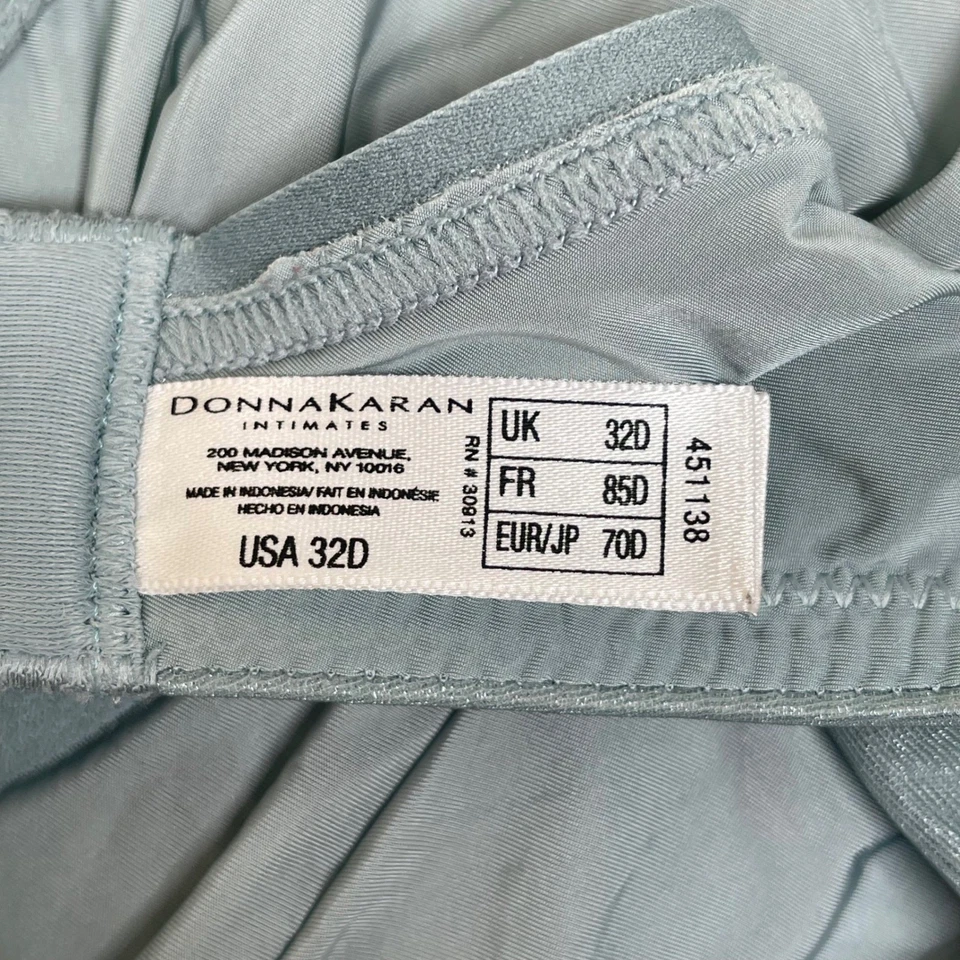 DONNAKARAN
INTIMATES
200 MADISON AVENUE,
NEW YORK, NY 10016
MADE IN INDONESIA/ FAIT EN INDONÉSIE
HECHO EN INDONESIA
USA 32D
RN # 30913
UK 32D
FR 85D
EUR/JP 70D
451138